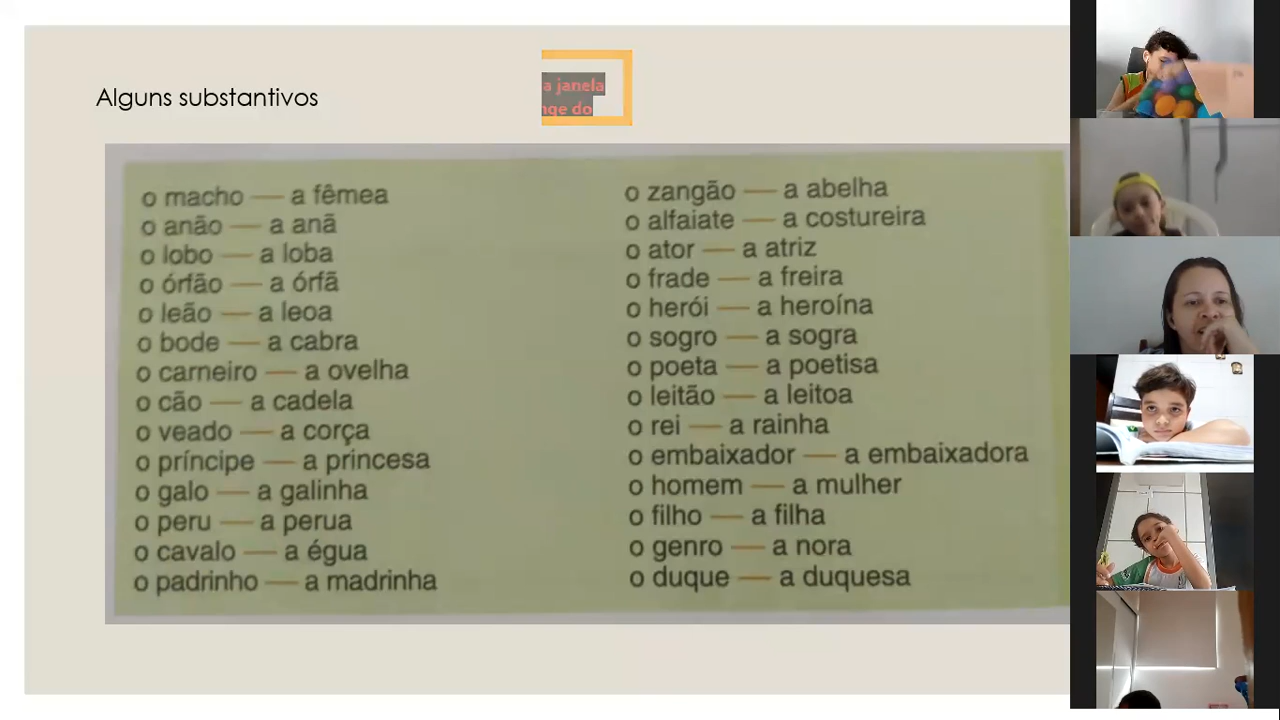 Alguns substantivos
a janela
do
o macho — a fêmea
o anão — a anã
o lobo — a loba
o órfão — a órfã
o leão — a leoa
o bode — a cabra
o carneiro — a ovelha
o cão — a cadela
o veado — a corça
o príncipe — a princesa
o galo — a galinha
o peru — a perua
o cavalo — a égua
o padrinho — a madrinha
o zangão — a abelha
o alfaiate — a costureira
o ator — a atriz
o frade — a freira
o herói — a heroína
o sogro — a sogra
o poeta — a poetisa
o leitão — a leitoa
o rei — a rainha
o embaixador — a embaixadora
o homem — a mulher
o filho — a filha
o genro — a nora
o duque — a duquesa